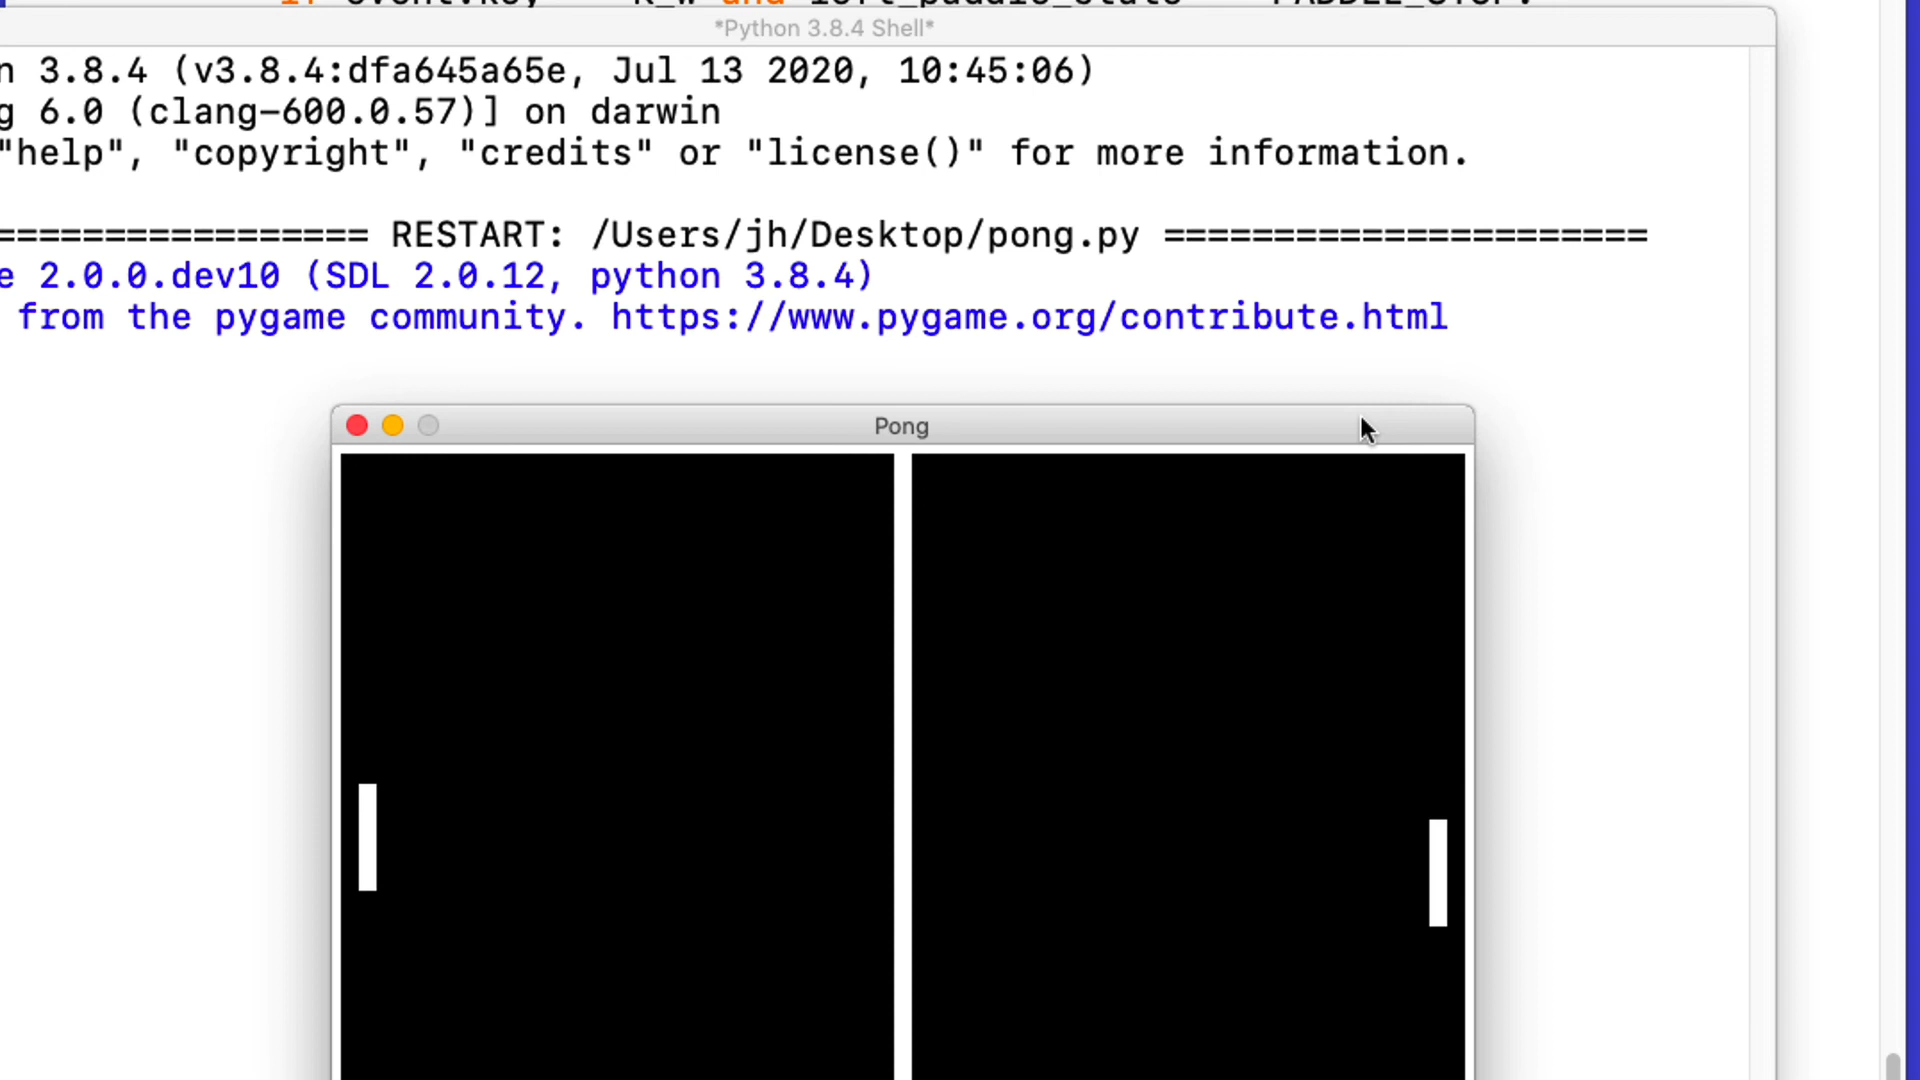 if event.key == K_w and left_paddle_state == PADDLE_STOP:
*Python 3.8.4 Shell*
n 3.8.4 (v3.8.4:dfa645a65e, Jul 13 2020, 10:45:06)
g 6.0 (clang-600.0.57)] on darwin
"help", "copyright", "credits" or "license()" for more information.
================= RESTART: /Users/jh/Desktop/pong.py ======================
e 2.0.0.dev10 (SDL 2.0.12, python 3.8.4)
from the pygame community. https://www.pygame.org/contribute.html
Pong